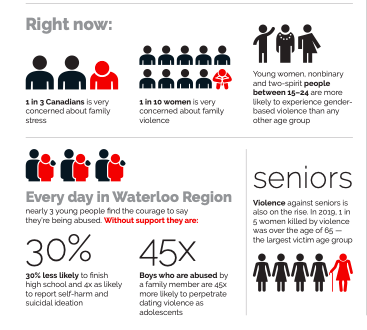 Right now:
1 in 3 Canadians is very
concerned about family
stress
1 in 10 women is very
concerned about family
violence
Young women, nonbinary
and two-spirit people
between 15–24 are more
likely to experience gender-
based violence than any
other age group
Every day in Waterloo Region
nearly 3 young people find the courage to say
they're being abused. Without support they are:
30%
30% less likely to finish
high school and 4x as likely
to report self-harm and
suicidal ideation
45x
Boys who are abused by
a family member are 45x
more likely to perpetrate
dating violence as
adolescents
seniors
Violence against seniors is
also on the rise. In 2019, 1 in
5 women killed by violence
was over the age of 65 —
the largest victim age group